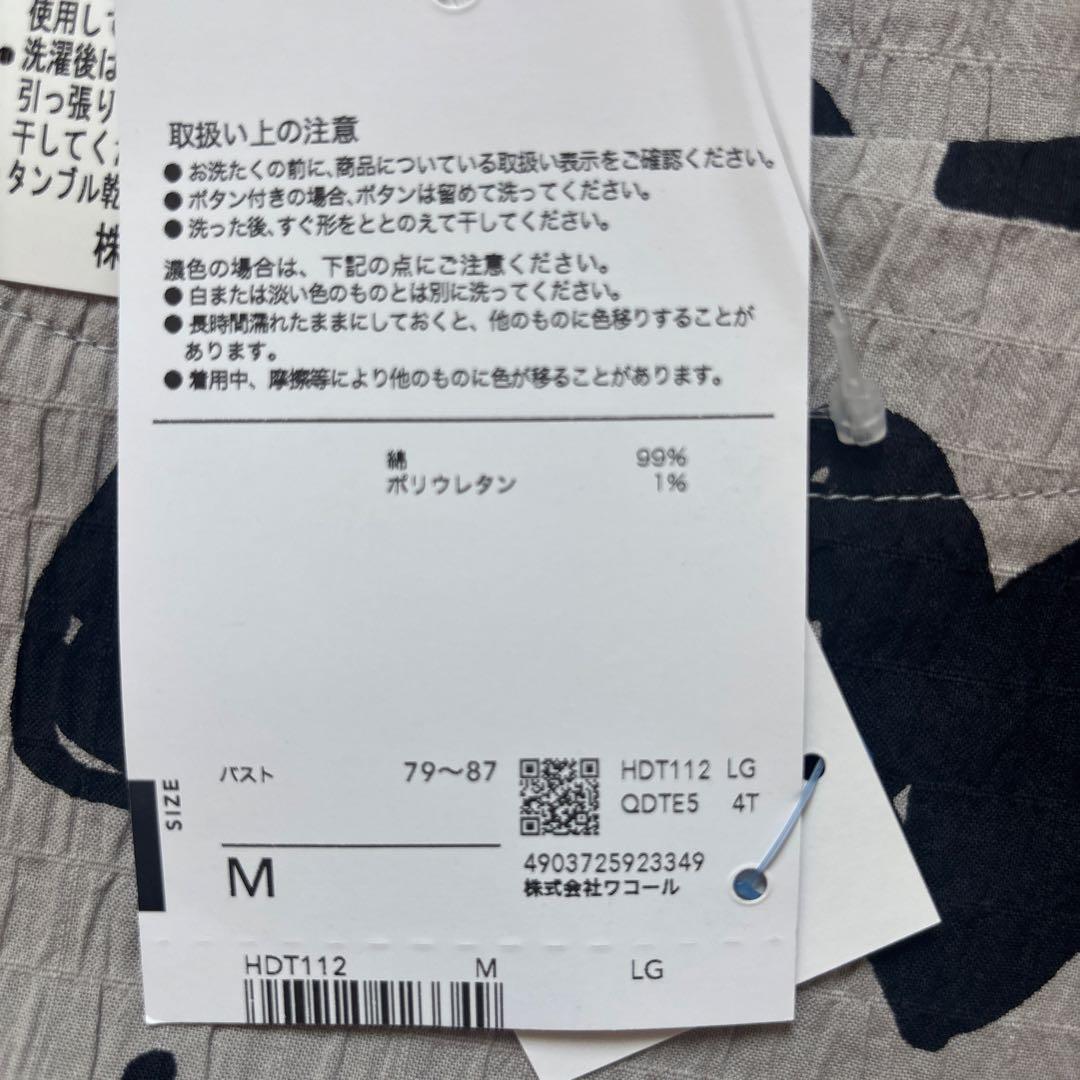 使用し
●洗濯後は
引っ張り
干してく
タンブル乾
株
取扱い上の注意
●お洗たくの前に、商品についている取扱い表示をご確認ください。
●ボタン付きの場合、ボタンは留めて洗ってください。
●洗った後、すぐ形をととのえて干してください。
濃色の場合は、下記の点にご注意ください。
●白または淡い色のものとは別に洗ってください。
●長時間濡れたままにしておくと、他のものに色移りすることが
あります。
●着用中、摩擦等により他のものに色が移ることがあります。
綿 99%
ポリウレタン 1%
SIZE
バスト 79〜87
M
HDT112 LG
QDTE5 4T
4903725923349
株式会社ワコール
HDT112 M LG